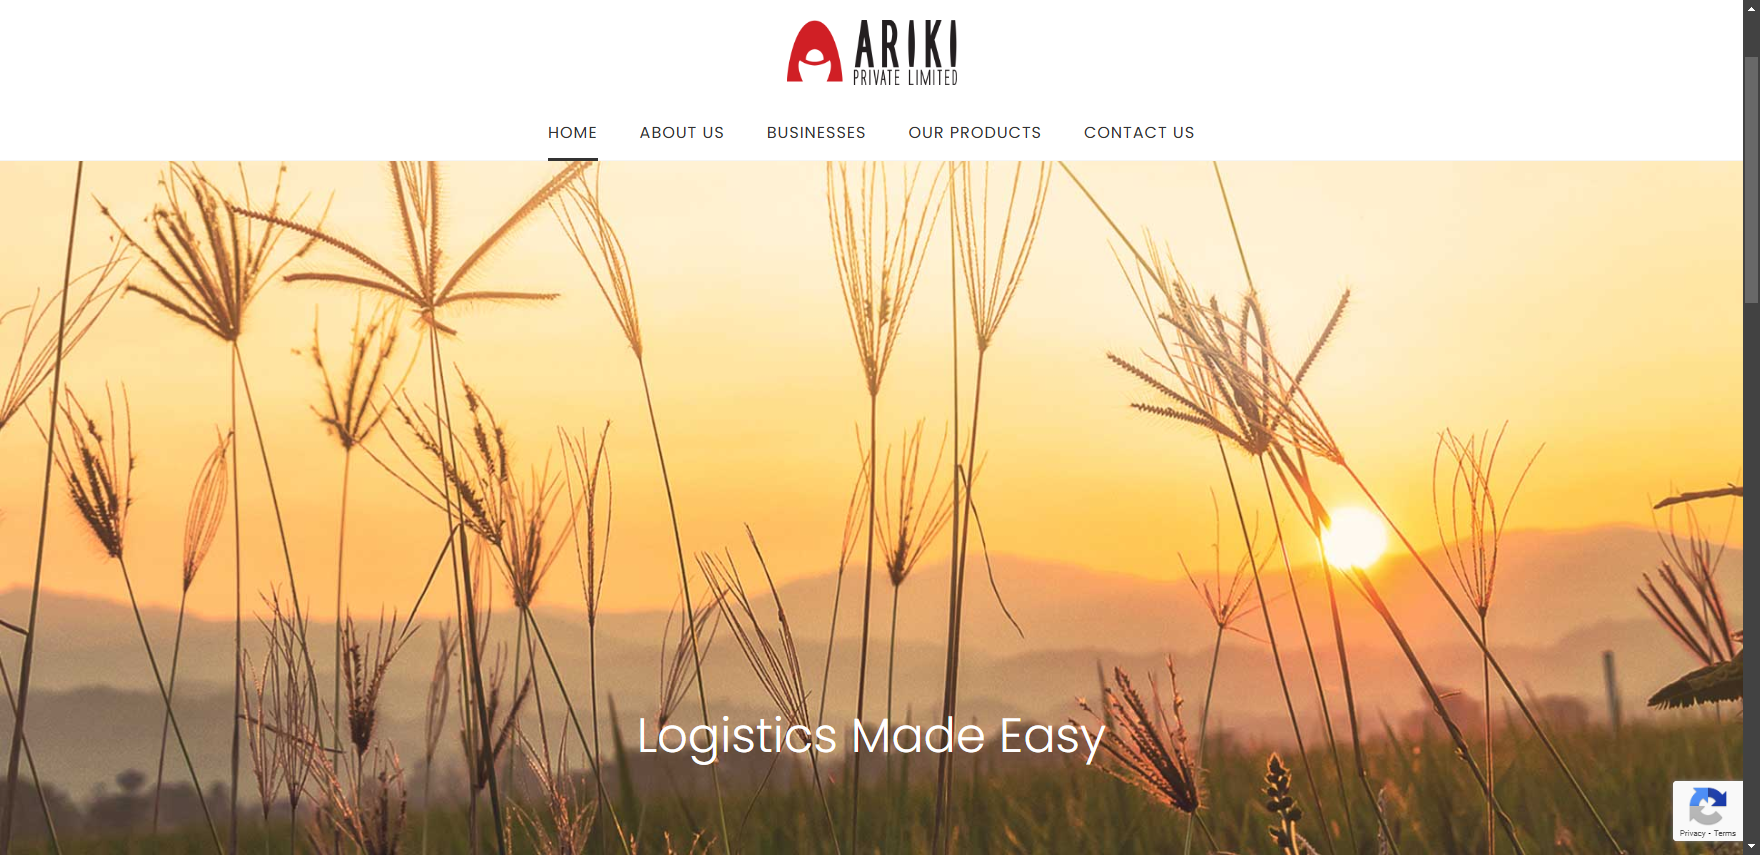 ARIKI
PRIVATE LIMITED
HOME ABOUT US BUSINESSES OUR PRODUCTS CONTACT US
Logistics Made Easy
Privacy - Terms